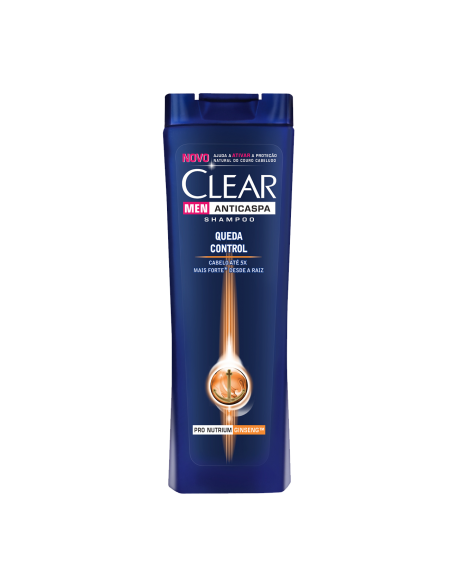 NOVO AJUDA A ATIVAR A PROTEÇÃO
NATURAL DO COURO CABELUDO
CLEAR
MEN ANTICASPA
SHAMPOO
QUEDA
CONTROL
CABELO ATÉ 5X
MAIS FORTE* DESDE A RAIZ
PRO NUTRIUM GINSENG™